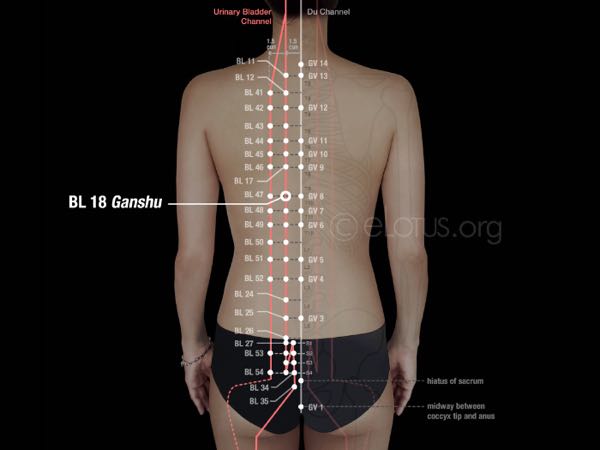 Urinary Bladder
Channel
Du Channel
1.5
cun
1.5
cun
BL 11
GV 14
GV 13
BL 12
BL 41
BL 42
GV 12
BL 43
BL 44
GV 11
BL 45
GV 10
BL 46
GV 9
BL 17
BL 47
GV 8
BL 18 Ganshu
BL 48
GV 7
BL 49
GV 6
© eLOTUS.org
BL 50
BL 51
GV 5
BL 52
GV 4
BL 24
BL 25
GV 3
BL 26
BL 27
S1
BL 53
S2
S3
BL 54
S4
hiatus of sacrum
BL 34
BL 35
GV 1
midway between
coccyx tip and anus